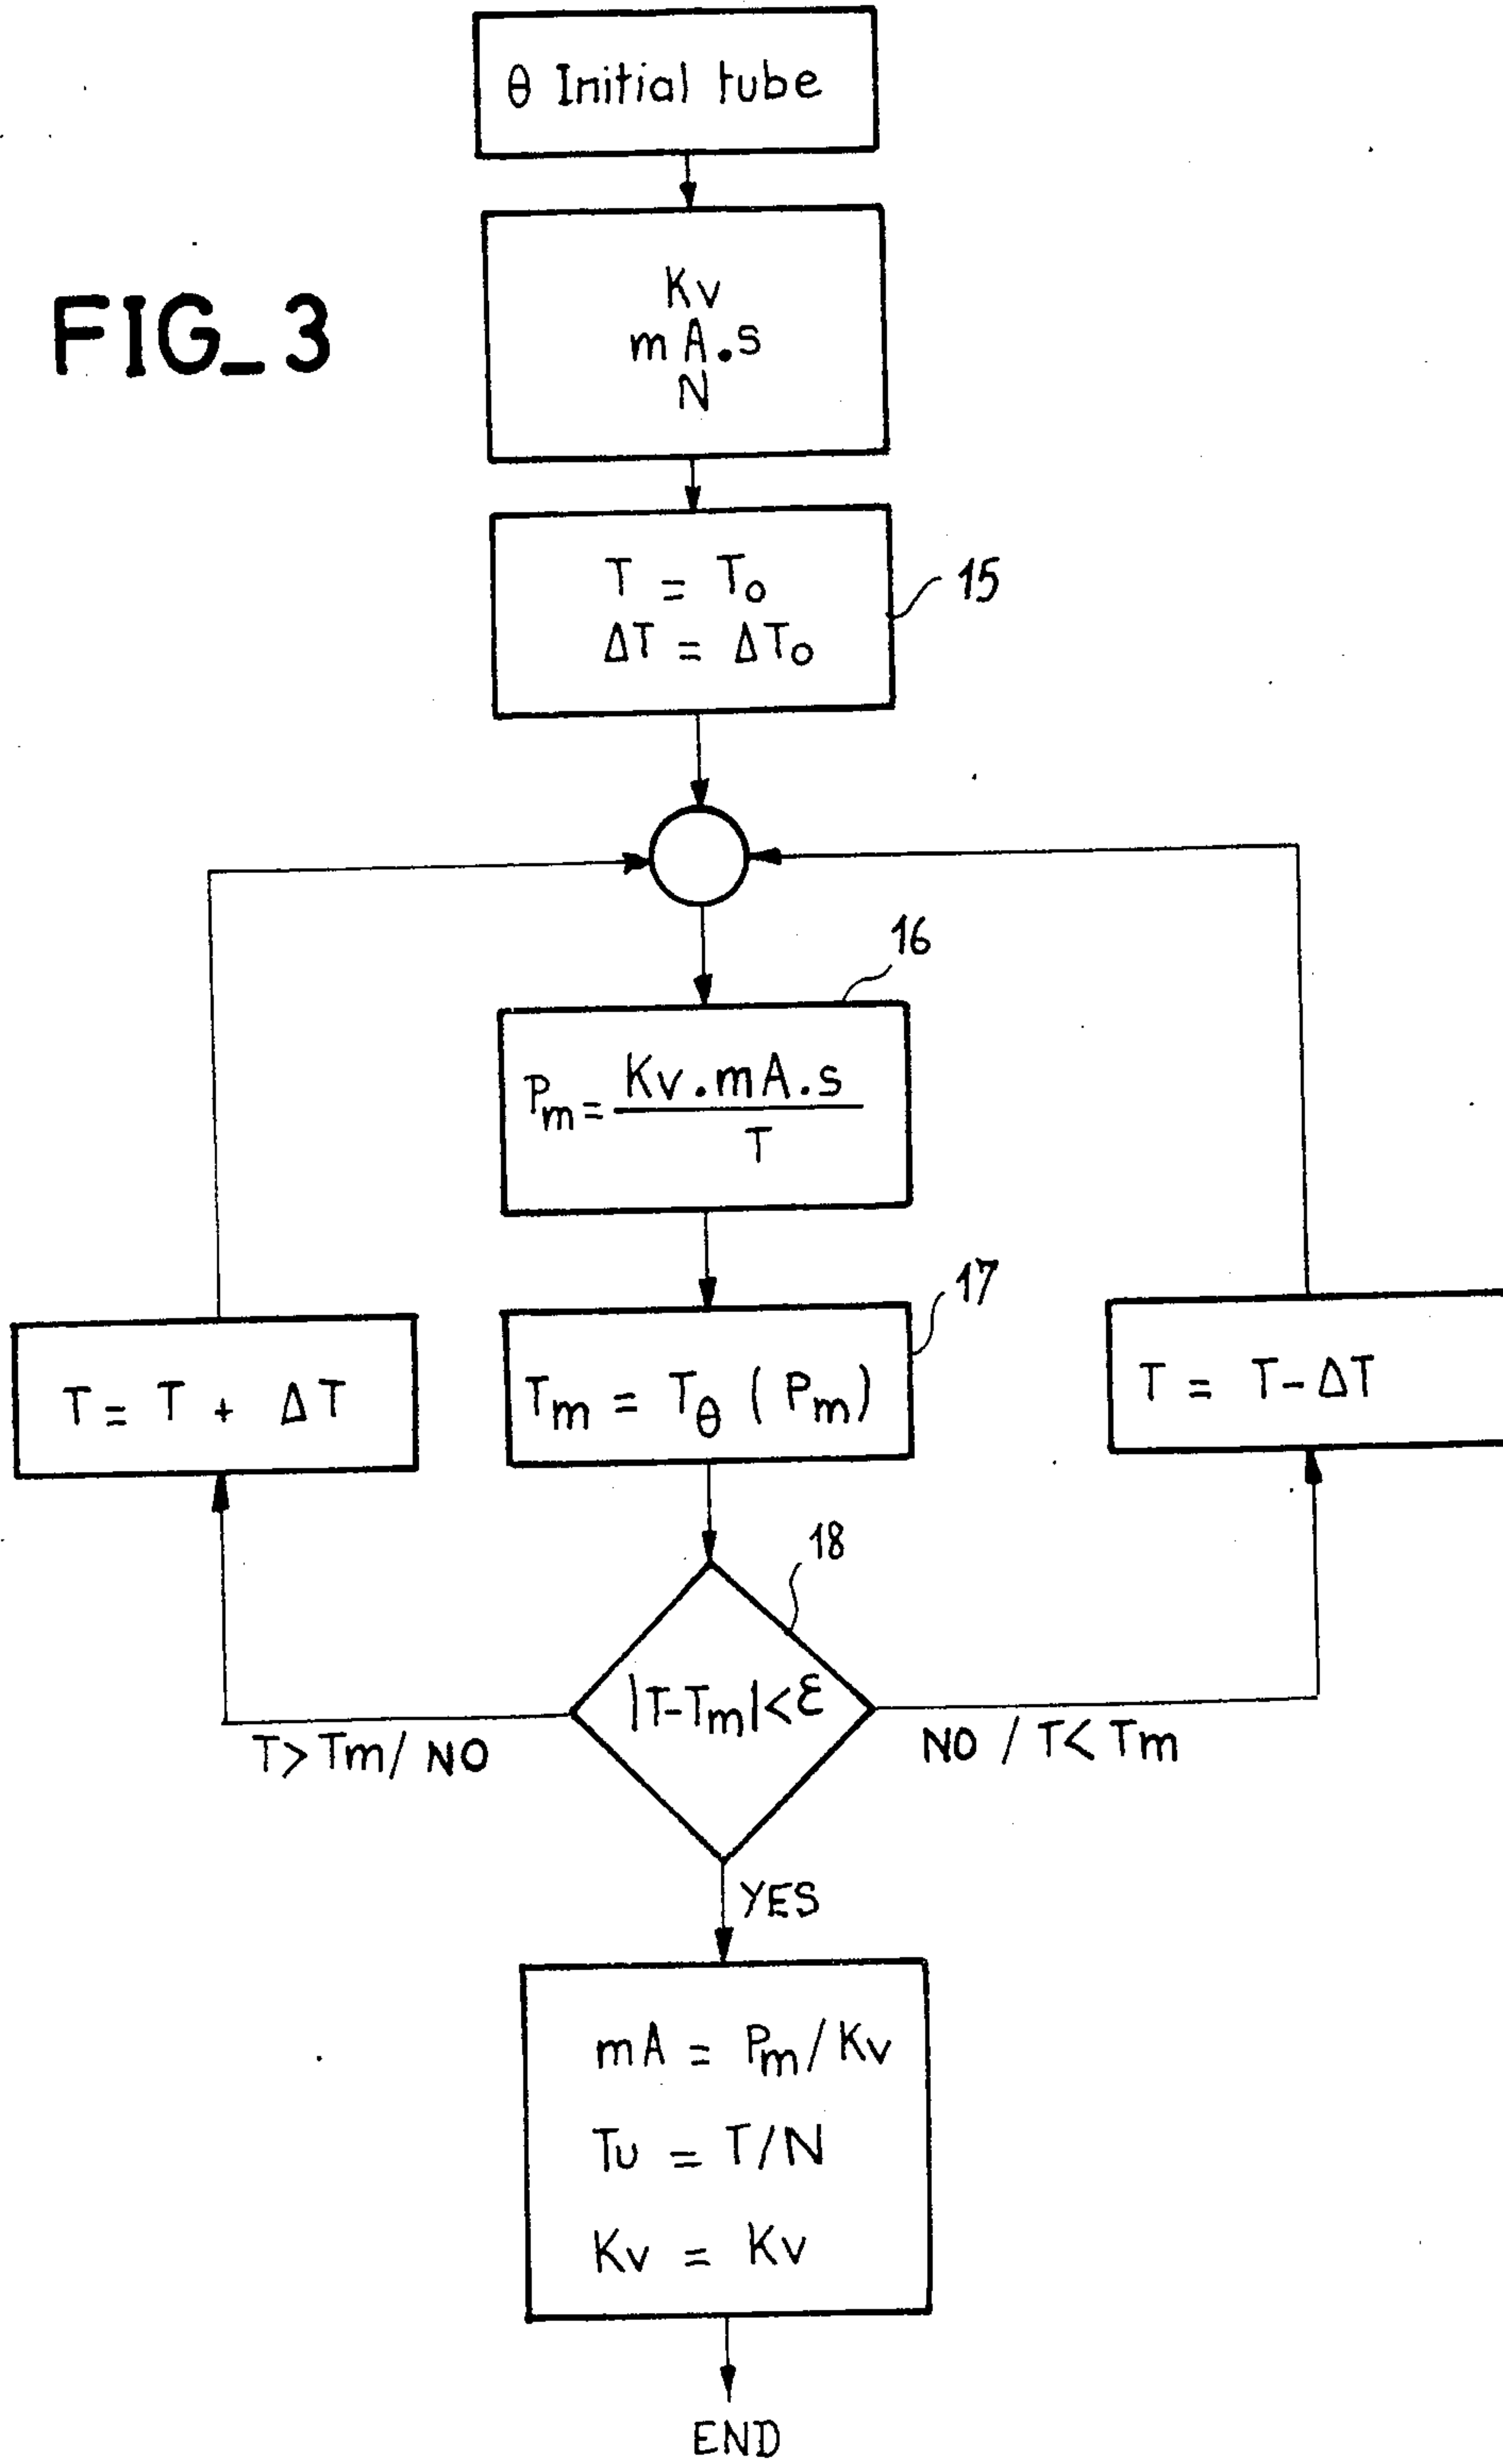 θ Initial tube
FIG_3
Kv
mA.s
N
T = To
ΔT = ΔTo
15
16
Pm = Kv.mA.s
T
17
T = T + ΔT
Tm = Tθ (Pm)
T = T-ΔT
18
|T-Tm|<ε
T>Tm/NO
NO / T<Tm
YES
mA = Pm/Kv
Tu = T/N
Kv = Kv
END